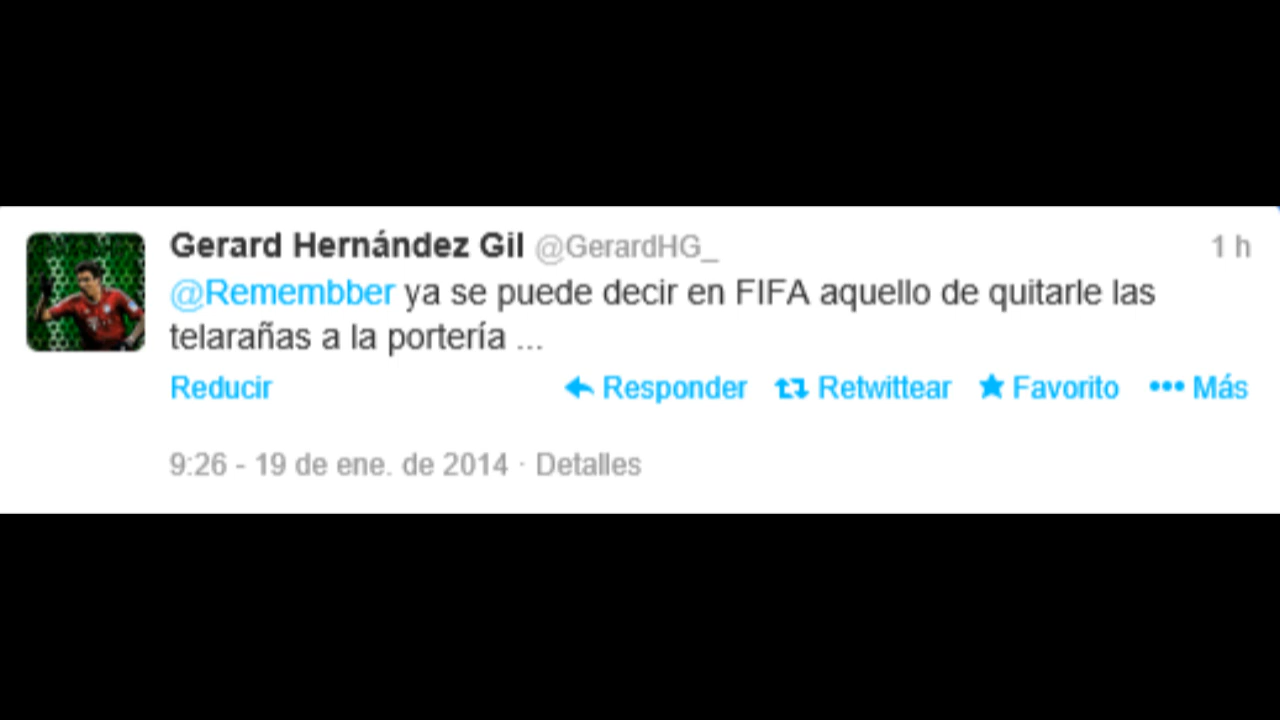 Gerard Hernández Gil @GerardHG_ 1 h
@Remembber ya se puede decir en FIFA aquello de quitarle las
telarañas a la portería ...
Reducir Responder Retwittear Favorito Más
9:26 - 19 de ene. de 2014 · Detalles